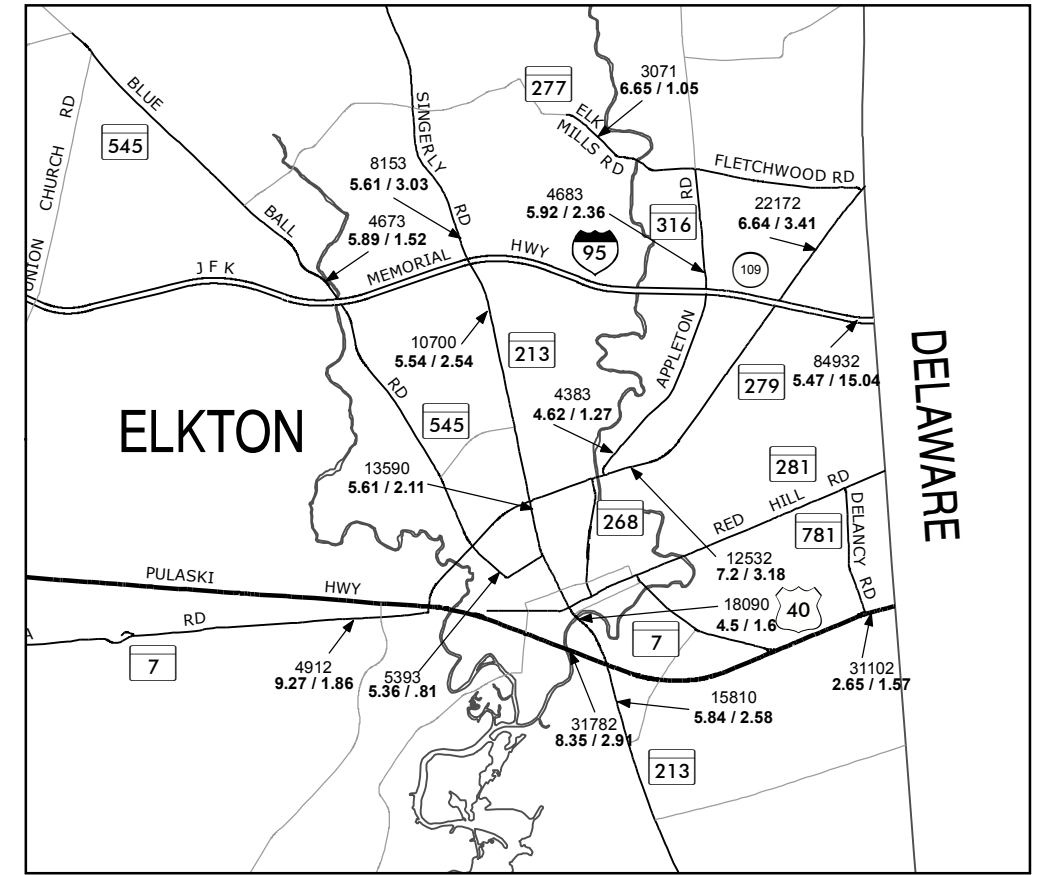 277
3071
6.65 / 1.05
BLUE
SINGERLY
ELK
MILLS RD
545
RD
CHURCH
UNION
8153
5.61 / 3.03
FLETCHWOOD RD
4683
5.92 / 2.36
RD
316
22172
6.64 / 3.41
BALL
4673
5.89 / 1.52
RD
HWY
95
109
JFK
MEMORIAL
10700
5.54 / 2.54
213
APPLETON
84932
5.47 / 15.04
DELAWARE
279
RD
4383
4.62 / 1.27
ELKTON
545
13590
5.61 / 2.11
281
RED HILL RD
268
781
DELANCY RD
12532
7.2 / 3.18
PULASKI
HWY
18090
4.5 / 1.6
40
A
RD
7
7
4912
9.27 / 1.86
5393
5.36 / .81
31102
2.65 / 1.57
15810
5.84 / 2.58
31782
8.35 / 2.91
213